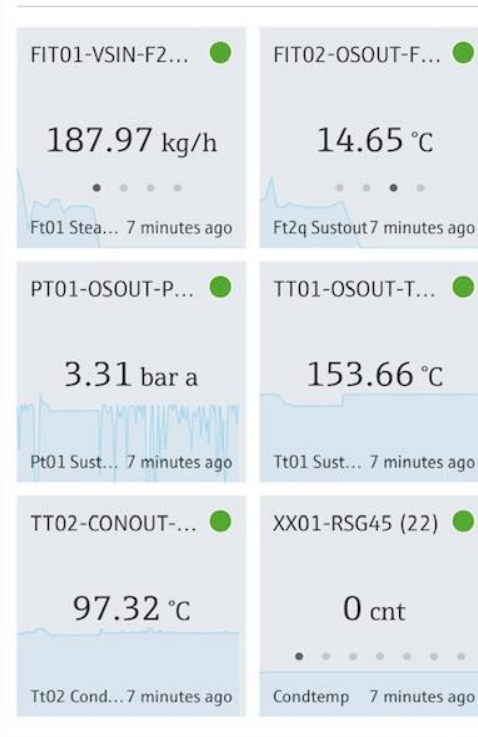 FIT01-VSIN-F2...
187.97 kg/h
Ft01 Stea... 7 minutes ago
FIT02-OSOUT-F...
14.65 °C
Ft2q Sustout 7 minutes ago
PT01-OSOUT-P...
3.31 bar a
Pt01 Sust... 7 minutes ago
TT01-OSOUT-T...
153.66 °C
Tt01 Sust... 7 minutes ago
TT02-CONOUT-...
97.32 °C
Tt02 Cond... 7 minutes ago
XX01-RSG45 (22)
0 cnt
Condtemp 7 minutes ago